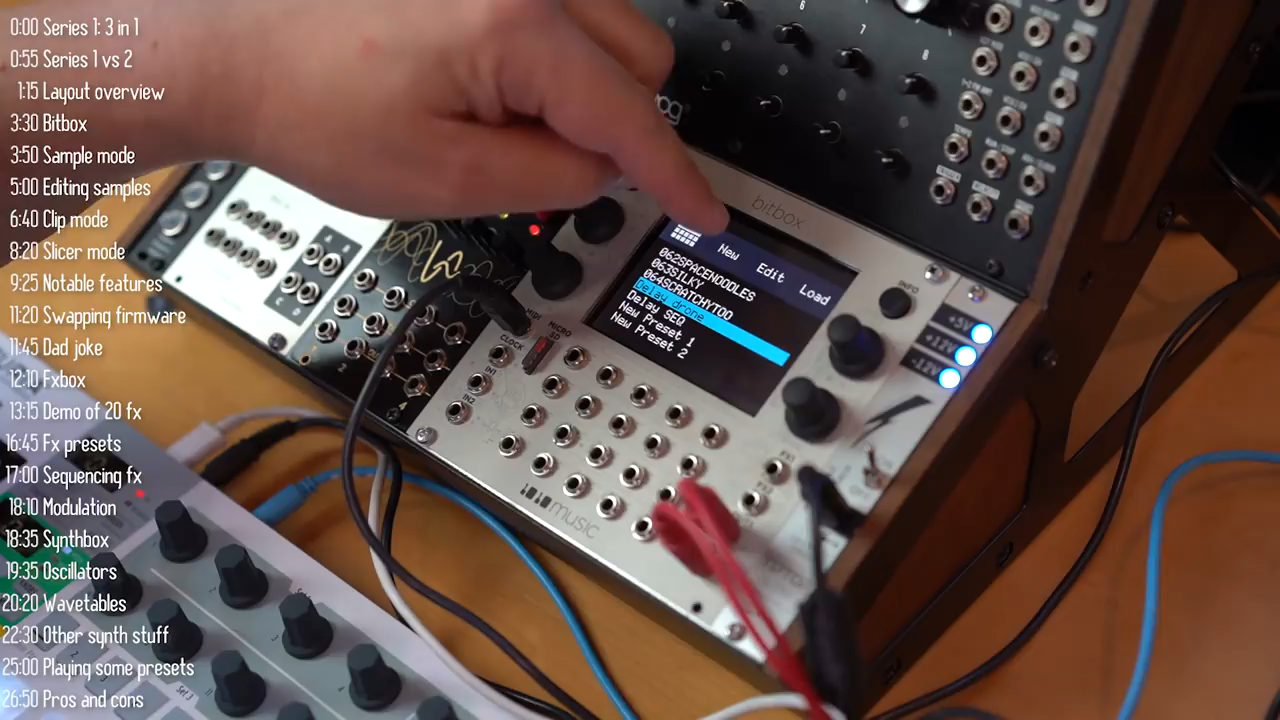 0:00 Series 1: 3 in 1
0:55 Series 1 vs 2
1:15 Layout overview
3:30 Bitbox
3:50 Sample mode
5:00 Editing samples
6:40 Clip mode
8:20 Slicer mode
9:25 Notable features
11:20 Swapping firmware
11:45 Dad joke
12:10 Fxbox
13:15 Demo of 20 fx
16:45 Fx presets
17:00 Sequencing fx
18:10 Modulation
18:35 Synthbox
19:35 Oscillators
20:20 Wavetables
22:30 Other synth stuff
25:00 Playing some presets
26:50 Pros and cons
6
7
8
bitbox
New Edit Load
062SPACENOODLES
063SILKY
064SCRATCHYTOO
Delay drone
Delay SEQ
New Preset 1
New Preset 2
INFO
+5V
+12V
-12V
MIDI
MICRO SD
CLOCK
IN1
IN2
FX1
1010music